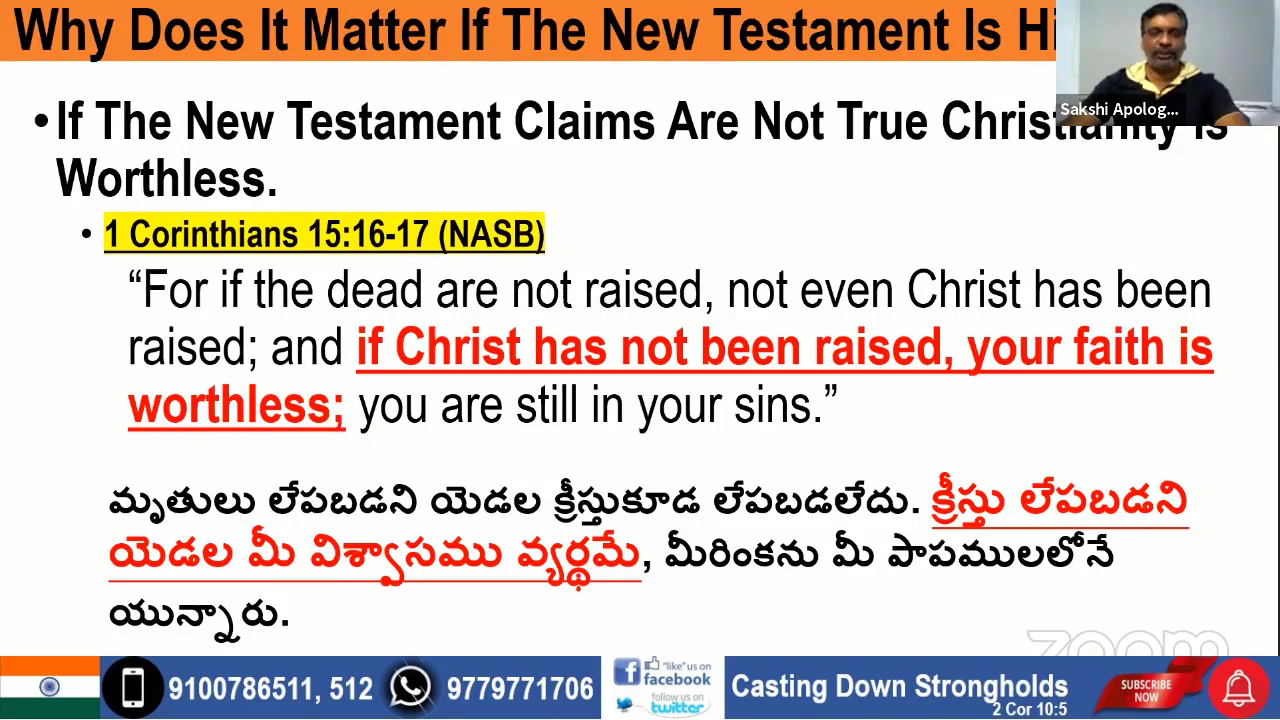 Why Does It Matter If The New Testament Is Hi
Sakshi Apolog...
• If The New Testament Claims Are Not True Christianity Is
Worthless.
• 1 Corinthians 15:16-17 (NASB)
“For if the dead are not raised, not even Christ has been
raised; and if Christ has not been raised, your faith is
worthless; you are still in your sins.”
మృతులు లేపబడని యెడల క్రీస్తుకూడ లేపబడలేదు. క్రీస్తు లేపబడని
యెడల మీ విశ్వాసము వ్యర్థమే, మీరింకను మీ పాపములలోనే
యున్నారు.
zoom
9100786511, 512
9779771706
"like" us on
facebook
follow us on
twitter
Casting Down Strongholds
2 Cor 10:5
SUBSCRIBE
NOW